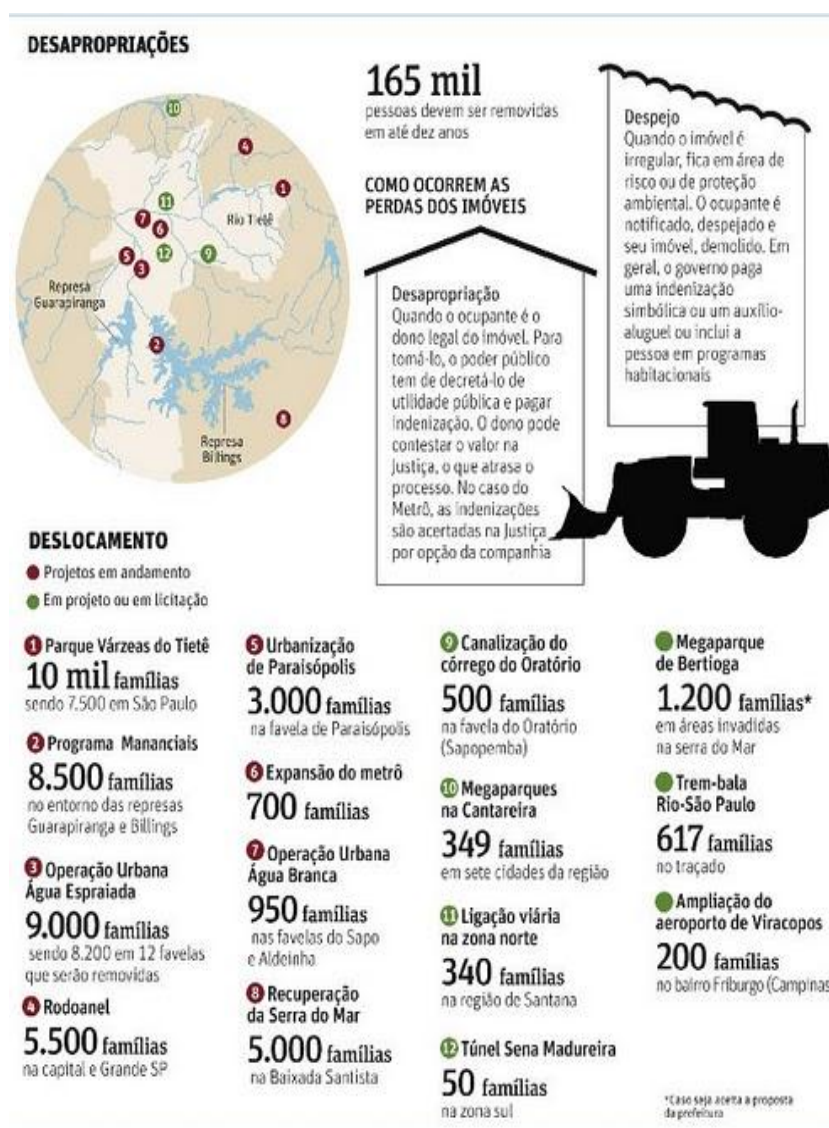 DESAPROPRIAÇÕES
165 mil
pessoas devem ser removidas
em até dez anos
COMO OCORREM AS
PERDAS DOS IMÓVEIS
10
4
1
11
7
6
Rio Tietê
5
12
9
3
Represa
Guarapiranga
2
8
Represa
Billings
Desapropriação
Quando o ocupante é o
dono legal do imóvel. Para
tomá-lo, o poder público
tem de decretá-lo de
utilidade pública e pagar
indenização. O dono pode
contestar o valor na
Justiça, o que atrasa o
processo. No caso do
Metrô, as indenizações
são acertadas na Justiça
por opção da companhia
Despejo
Quando o imóvel é
irregular, fica em área de
risco ou de proteção
ambiental. O ocupante é
notificado, despejado e
seu imóvel, demolido. Em
geral, o governo paga
uma indenização
simbólica ou um auxílio-
aluguel ou inclui a
pessoa em programas
habitacionais
DESLOCAMENTO
Projetos em andamento
Em projeto ou em licitação
1 Parque Várzeas do Tietê
10 mil famílias
sendo 7.500 em São Paulo
2 Programa Mananciais
8.500 famílias
no entorno das represas
Guarapiranga e Billings
3 Operação Urbana
Água Espraiada
9.000 famílias
sendo 8.200 em 12 favelas
que serão removidas
4 Rodoanel
5.500 famílias
na capital e Grande SP
5 Urbanização
de Paraisópolis
3.000 famílias
na favela de Paraisópolis
6 Expansão do metrô
700 famílias
7 Operação Urbana
Água Branca
950 famílias
nas favelas do Sapo
e Aldeinha
8 Recuperação
da Serra do Mar
5.000 famílias
na Baixada Santista
9 Canalização do
córrego do Oratório
500 famílias
na favela do Oratório
(Sapopemba)
10 Megaparques
na Cantareira
349 famílias
em sete cidades da região
11 Ligação viária
na zona norte
340 famílias
na região de Santana
12 Túnel Sena Madureira
50 famílias
na zona sul
Megaparque
de Bertioga
1.200 famílias*
em áreas invadidas
na serra do Mar
Trem-bala
Rio-São Paulo
617 famílias
no traçado
Ampliação do
aeroporto de Viracopos
200 famílias
no bairro Friburgo (Campinas
*Caso seja aceita a proposta
da prefeitura